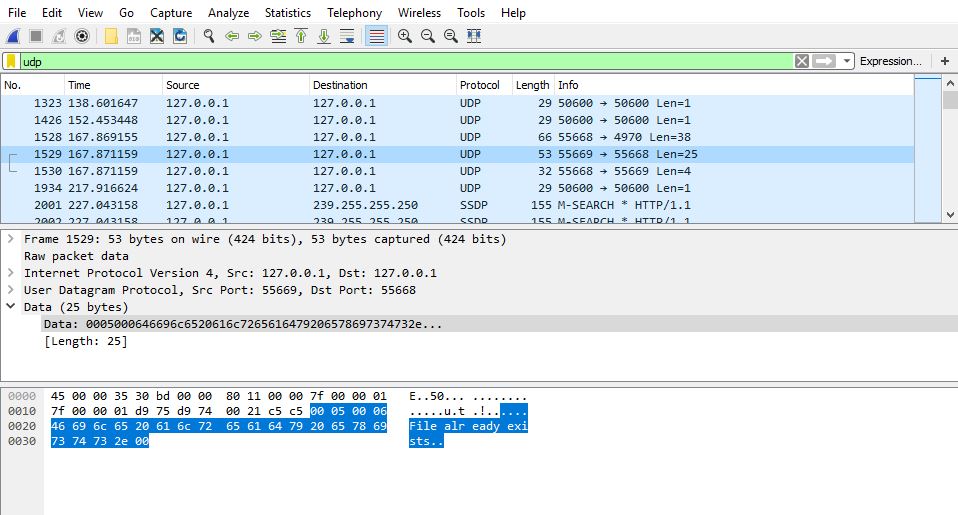 File Edit View Go Capture Analyze Statistics Telephony Wireless Tools Help
udp Expression... +
No. Time Source Destination Protocol Length Info
1323 138.601647 127.0.0.1 127.0.0.1 UDP 29 50600 → 50600 Len=1
1426 152.453448 127.0.0.1 127.0.0.1 UDP 29 50600 → 50600 Len=1
1528 167.869155 127.0.0.1 127.0.0.1 UDP 66 55668 → 4970 Len=38
1529 167.871159 127.0.0.1 127.0.0.1 UDP 53 55669 → 55668 Len=25
1530 167.871159 127.0.0.1 127.0.0.1 UDP 32 55668 → 55669 Len=4
1934 217.916624 127.0.0.1 127.0.0.1 UDP 29 50600 → 50600 Len=1
2001 227.043158 127.0.0.1 239.255.255.250 SSDP 155 M-SEARCH * HTTP/1.1
2002 227.043158 127.0.0.1 239.255.255.250 SSDP 155 M-SEARCH * HTTP/1.1
Frame 1529: 53 bytes on wire (424 bits), 53 bytes captured (424 bits)
Raw packet data
Internet Protocol Version 4, Src: 127.0.0.1, Dst: 127.0.0.1
User Datagram Protocol, Src Port: 55669, Dst Port: 55668
Data (25 bytes)
Data: 0005000646696c6520616c726561647920657869737473​2e...
[Length: 25]
0000 45 00 00 35 30 bd 00 00 80 11 00 00 7f 00 00 01 E..50... ........
0010 7f 00 00 01 d9 75 d9 74 00 21 c5 c5 00 05 00 06 .....u.t .!......
0020 46 69 6c 65 20 61 6c 72 65 61 64 79 20 65 78 69 File alr eady exi
0030 73 74 73 2e 00 sts..